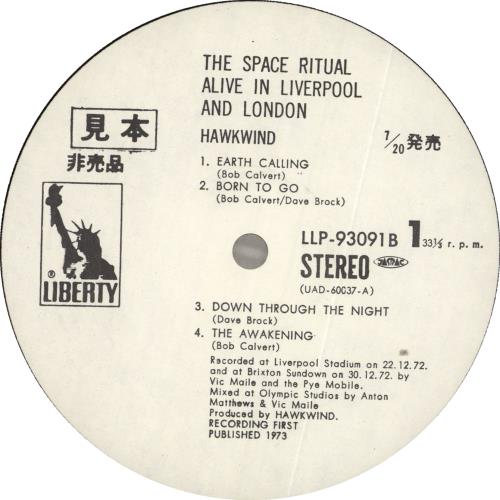 THE SPACE RITUAL
ALIVE IN LIVERPOOL
AND LONDON
HAWKWIND
見本
非売品
7/20 発売
1. EARTH CALLING
(Bob Calvert)
2. BORN TO GO
(Bob Calvert/Dave Brock)
® LIBERTY
LLP-93091B 1 33⅓ r. p. m.
STEREO JASRAC
(UAD-60037-A)
3. DOWN THROUGH THE NIGHT
(Dave Brock)
4. THE AWAKENING
(Bob Calvert)
Recorded at Liverpool Stadium on 22.12.72.
and at Brixton Sundown on 30.12.72. by
Vic Maile and the Pye Mobile.
Mixed at Olympic Studios by Anton
Matthews & Vic Maile
Produced by HAWKWIND.
RECORDING FIRST
PUBLISHED 1973